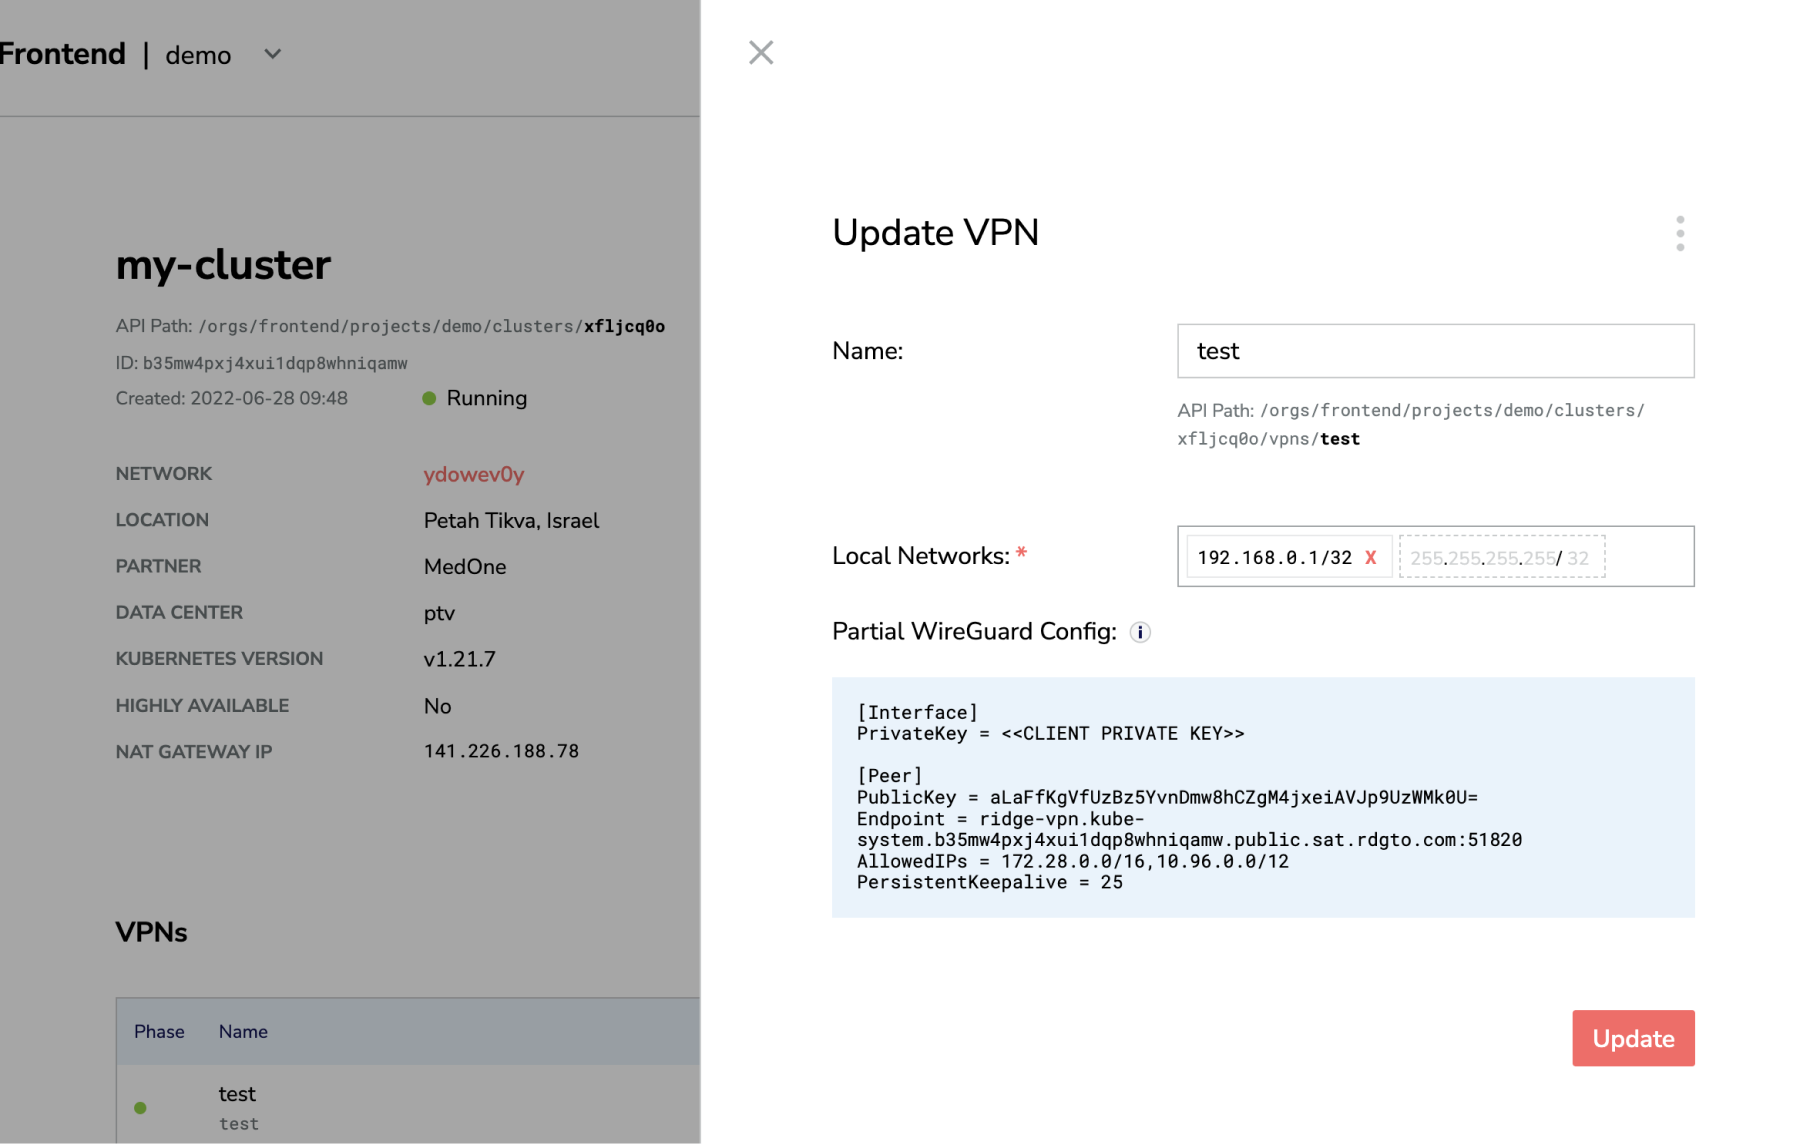 Frontend | demo
my-cluster
API Path: /orgs/frontend/projects/demo/clusters/xfljcq0o
ID: b35mw4pxj4xui1dqp8whniqamw
Created: 2022-06-28 09:48 Running
NETWORK ydowev0y
LOCATION Petah Tikva, Israel
PARTNER MedOne
DATA CENTER ptv
KUBERNETES VERSION v1.21.7
HIGHLY AVAILABLE No
NAT GATEWAY IP 141.226.188.78
VPNs
Phase Name
test
test
Update VPN
Name: test
API Path: /orgs/frontend/projects/demo/clusters/
xfljcq0o/vpns/test
Local Networks: * 192.168.0.1/32 X 255.255.255.255/ 32
Partial WireGuard Config: i
[Interface]
PrivateKey = <<CLIENT PRIVATE KEY>>
[Peer]
PublicKey = aLaFfKgVfUzBz5YvnDmw8hCZgM4jxeiAVJp9UzWMk0U=
Endpoint = ridge-vpn.kube-
system.b35mw4pxj4xui1dqp8whniqamw.public.sat.rdgto.com:51820
AllowedIPs = 172.28.0.0/16,10.96.0.0/12
PersistentKeepalive = 25
Update